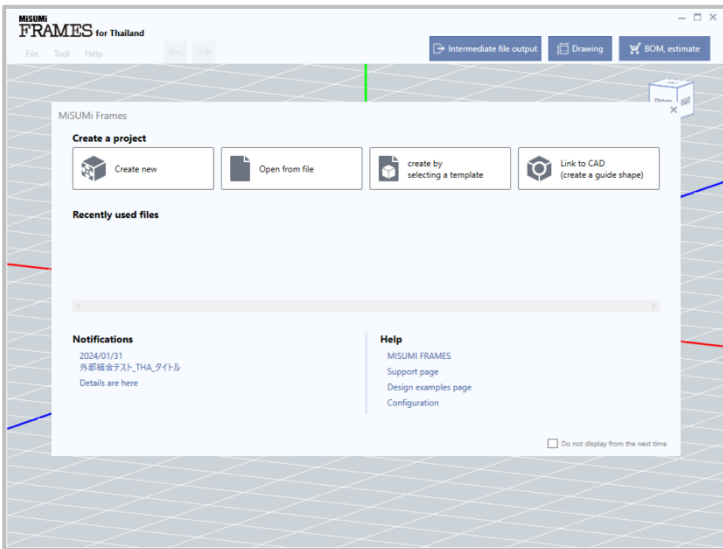 MiSUMi
FRAMES for Thailand
File Tool Help
Intermediate file output
Drawing
BOM, estimate
MiSUMi Frames
Create a project
Create new
Open from file
create by
selecting a template
Link to CAD
(create a guide shape)
Recently used files
Notifications
2024/01/31
外部結合テスト_THA_タイトル
Details are here
Help
MISUMI FRAMES
Support page
Design examples page
Configuration
Do not display from the next time